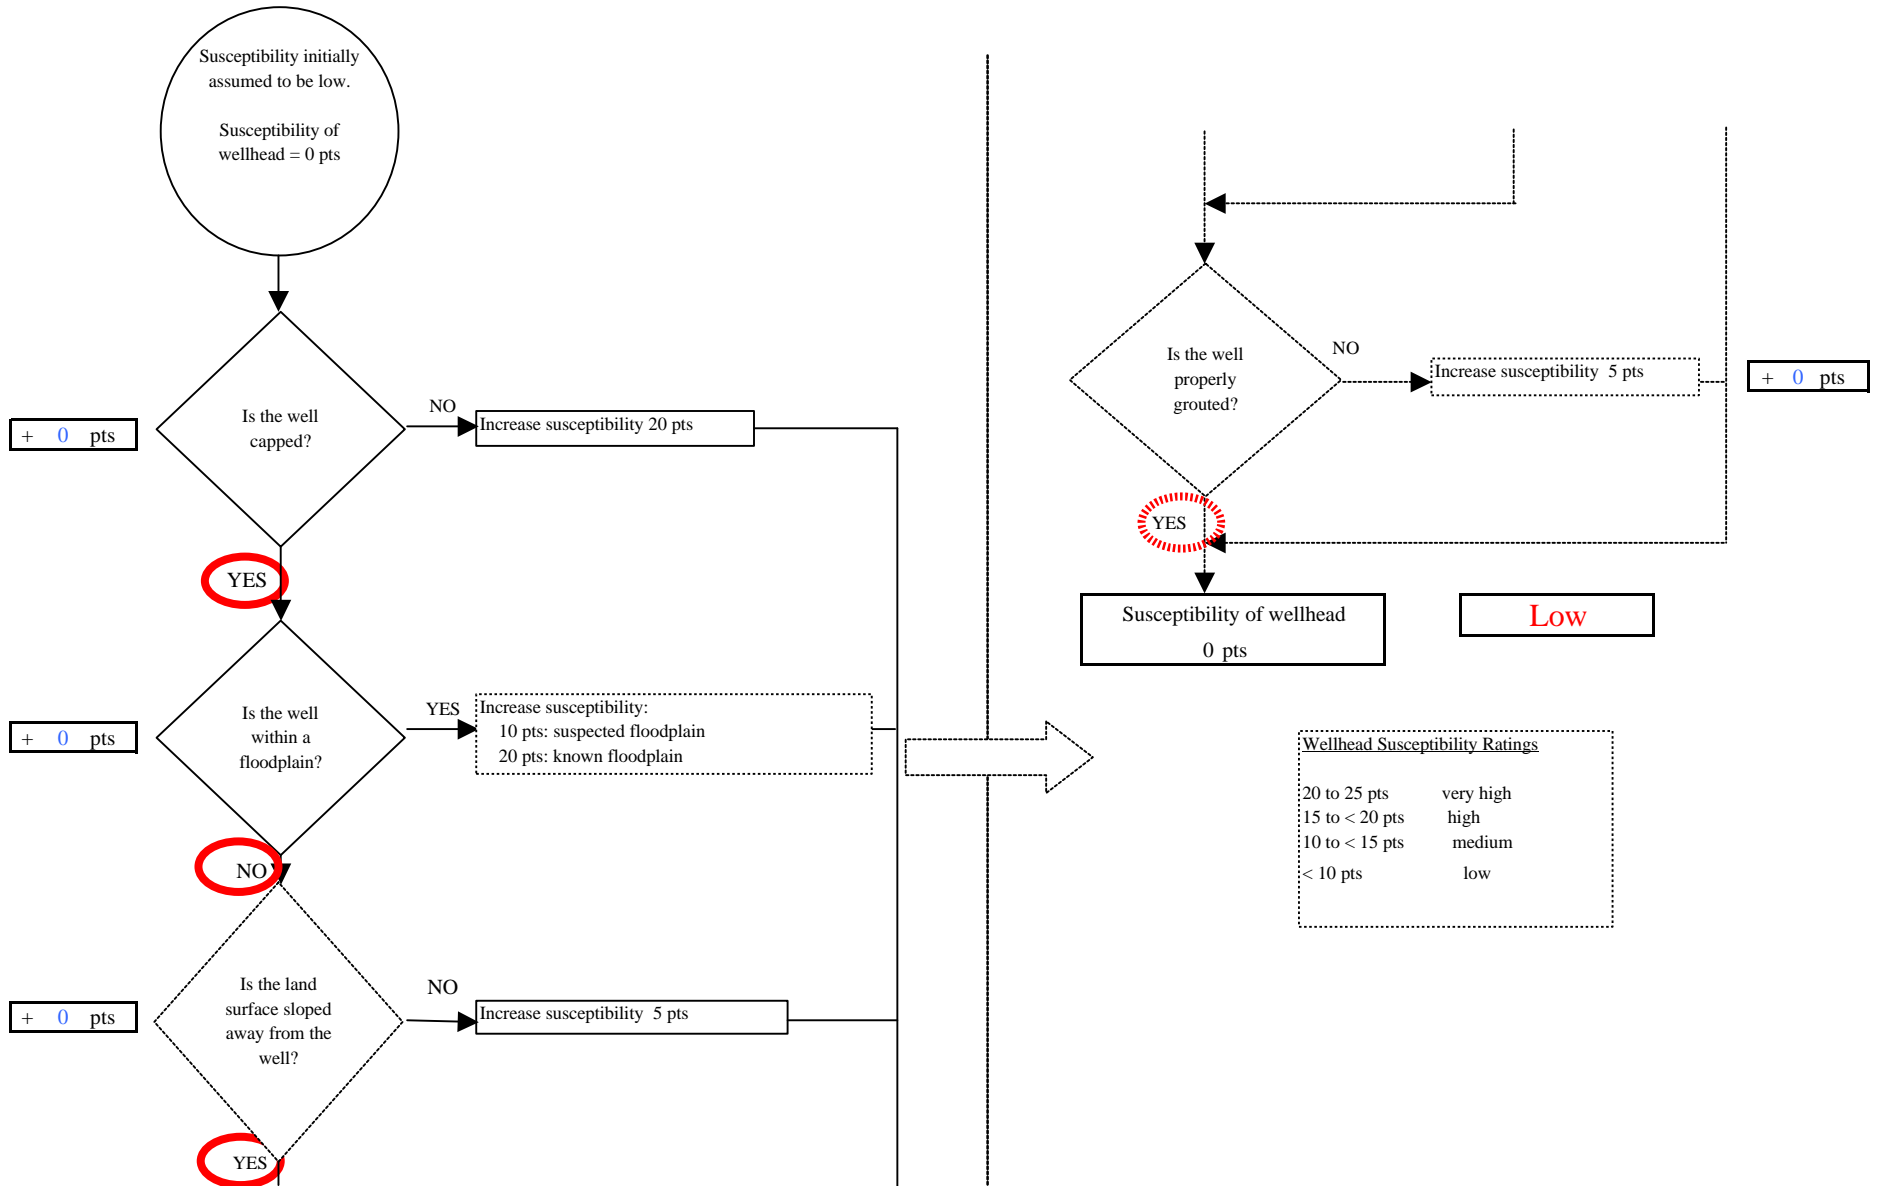 Susceptibility initially
assumed to be low.
Susceptibility of
wellhead = 0 pts
Is the well
capped?
NO
Increase susceptibility 20 pts
+ 0 pts
YES
Is the well
within a
floodplain?
YES
Increase susceptibility:
10 pts: suspected floodplain
20 pts: known floodplain
+ 0 pts
NO
Is the land
surface sloped
away from the
well?
NO
Increase susceptibility 5 pts
+ 0 pts
YES
Is the well
properly
grouted?
NO
Increase susceptibility 5 pts
+ 0 pts
YES
Susceptibility of wellhead
0 pts
Low
Wellhead Susceptibility Ratings
20 to 25 pts very high
15 to < 20 pts high
10 to < 15 pts medium
< 10 pts low